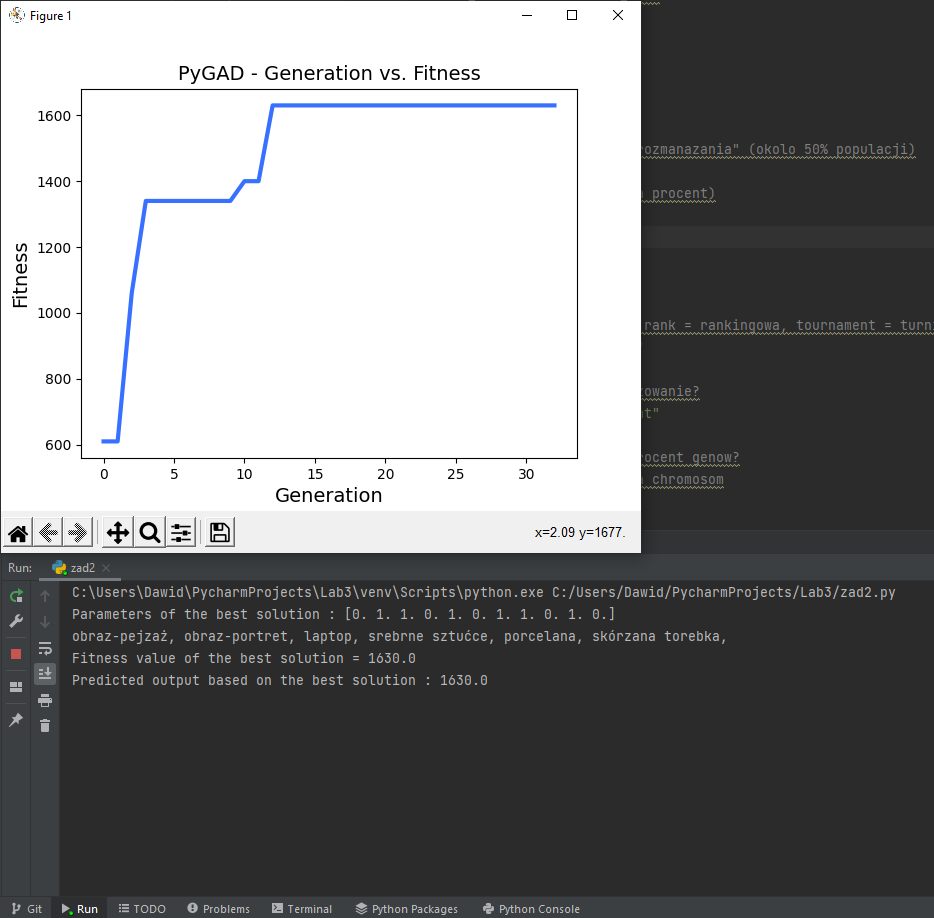 Figure 1
PyGAD - Generation vs. Fitness
Fitness
1600
1400
1200
1000
800
600
0 5 10 15 20 25 30
Generation
x=2.09 y=1677.
ozmanazania" (okolo 50% populacji)
procent)
rank = rankingowa, tournament = turni
owanie?
t"
ocent genow?
chromosom
Run: zad2
C:\Users\Dawid\PycharmProjects\Lab3\venv\Scripts\python.exe C:/Users/Dawid/PycharmProjects/Lab3/zad2.py
Parameters of the best solution : [0. 1. 1. 0. 1. 0. 1. 1. 0. 1. 0.]
obraz-pejzaż, obraz-portret, laptop, srebrne sztućce, porcelana, skórzana torebka,
Fitness value of the best solution = 1630.0
Predicted output based on the best solution : 1630.0
Git Run TODO Problems Terminal Python Packages Python Console